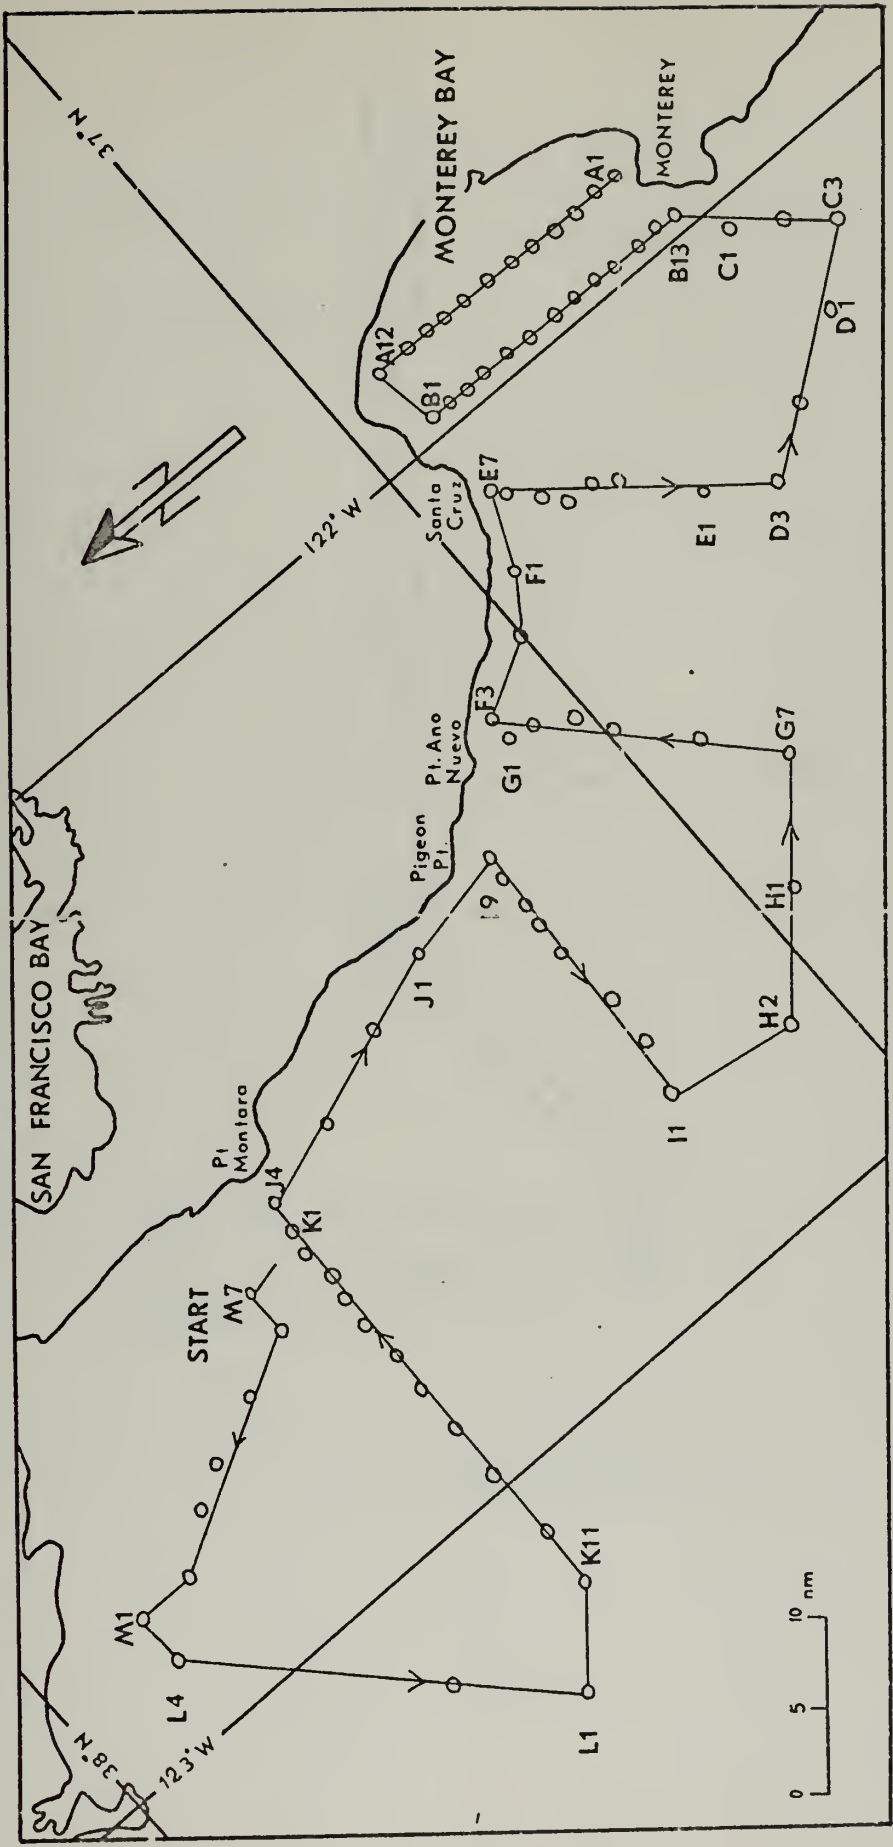 SAN FRANCISCO BAY
37°N
38°N
122°W
123°W
MONTEREY BAY
MONTEREY
Santa
Cruz
Pt. Ano
Nuevo
Pigeon
Pt.
Pt
Montara
START
M7
M1
L4
L1
K11
K1
J4
J1
I9
I1
H2
H1
G7
G1
F3
F1
E7
E1
D3
D1
C3
C1
B13
B1
A12
A1
0 5 10 nm